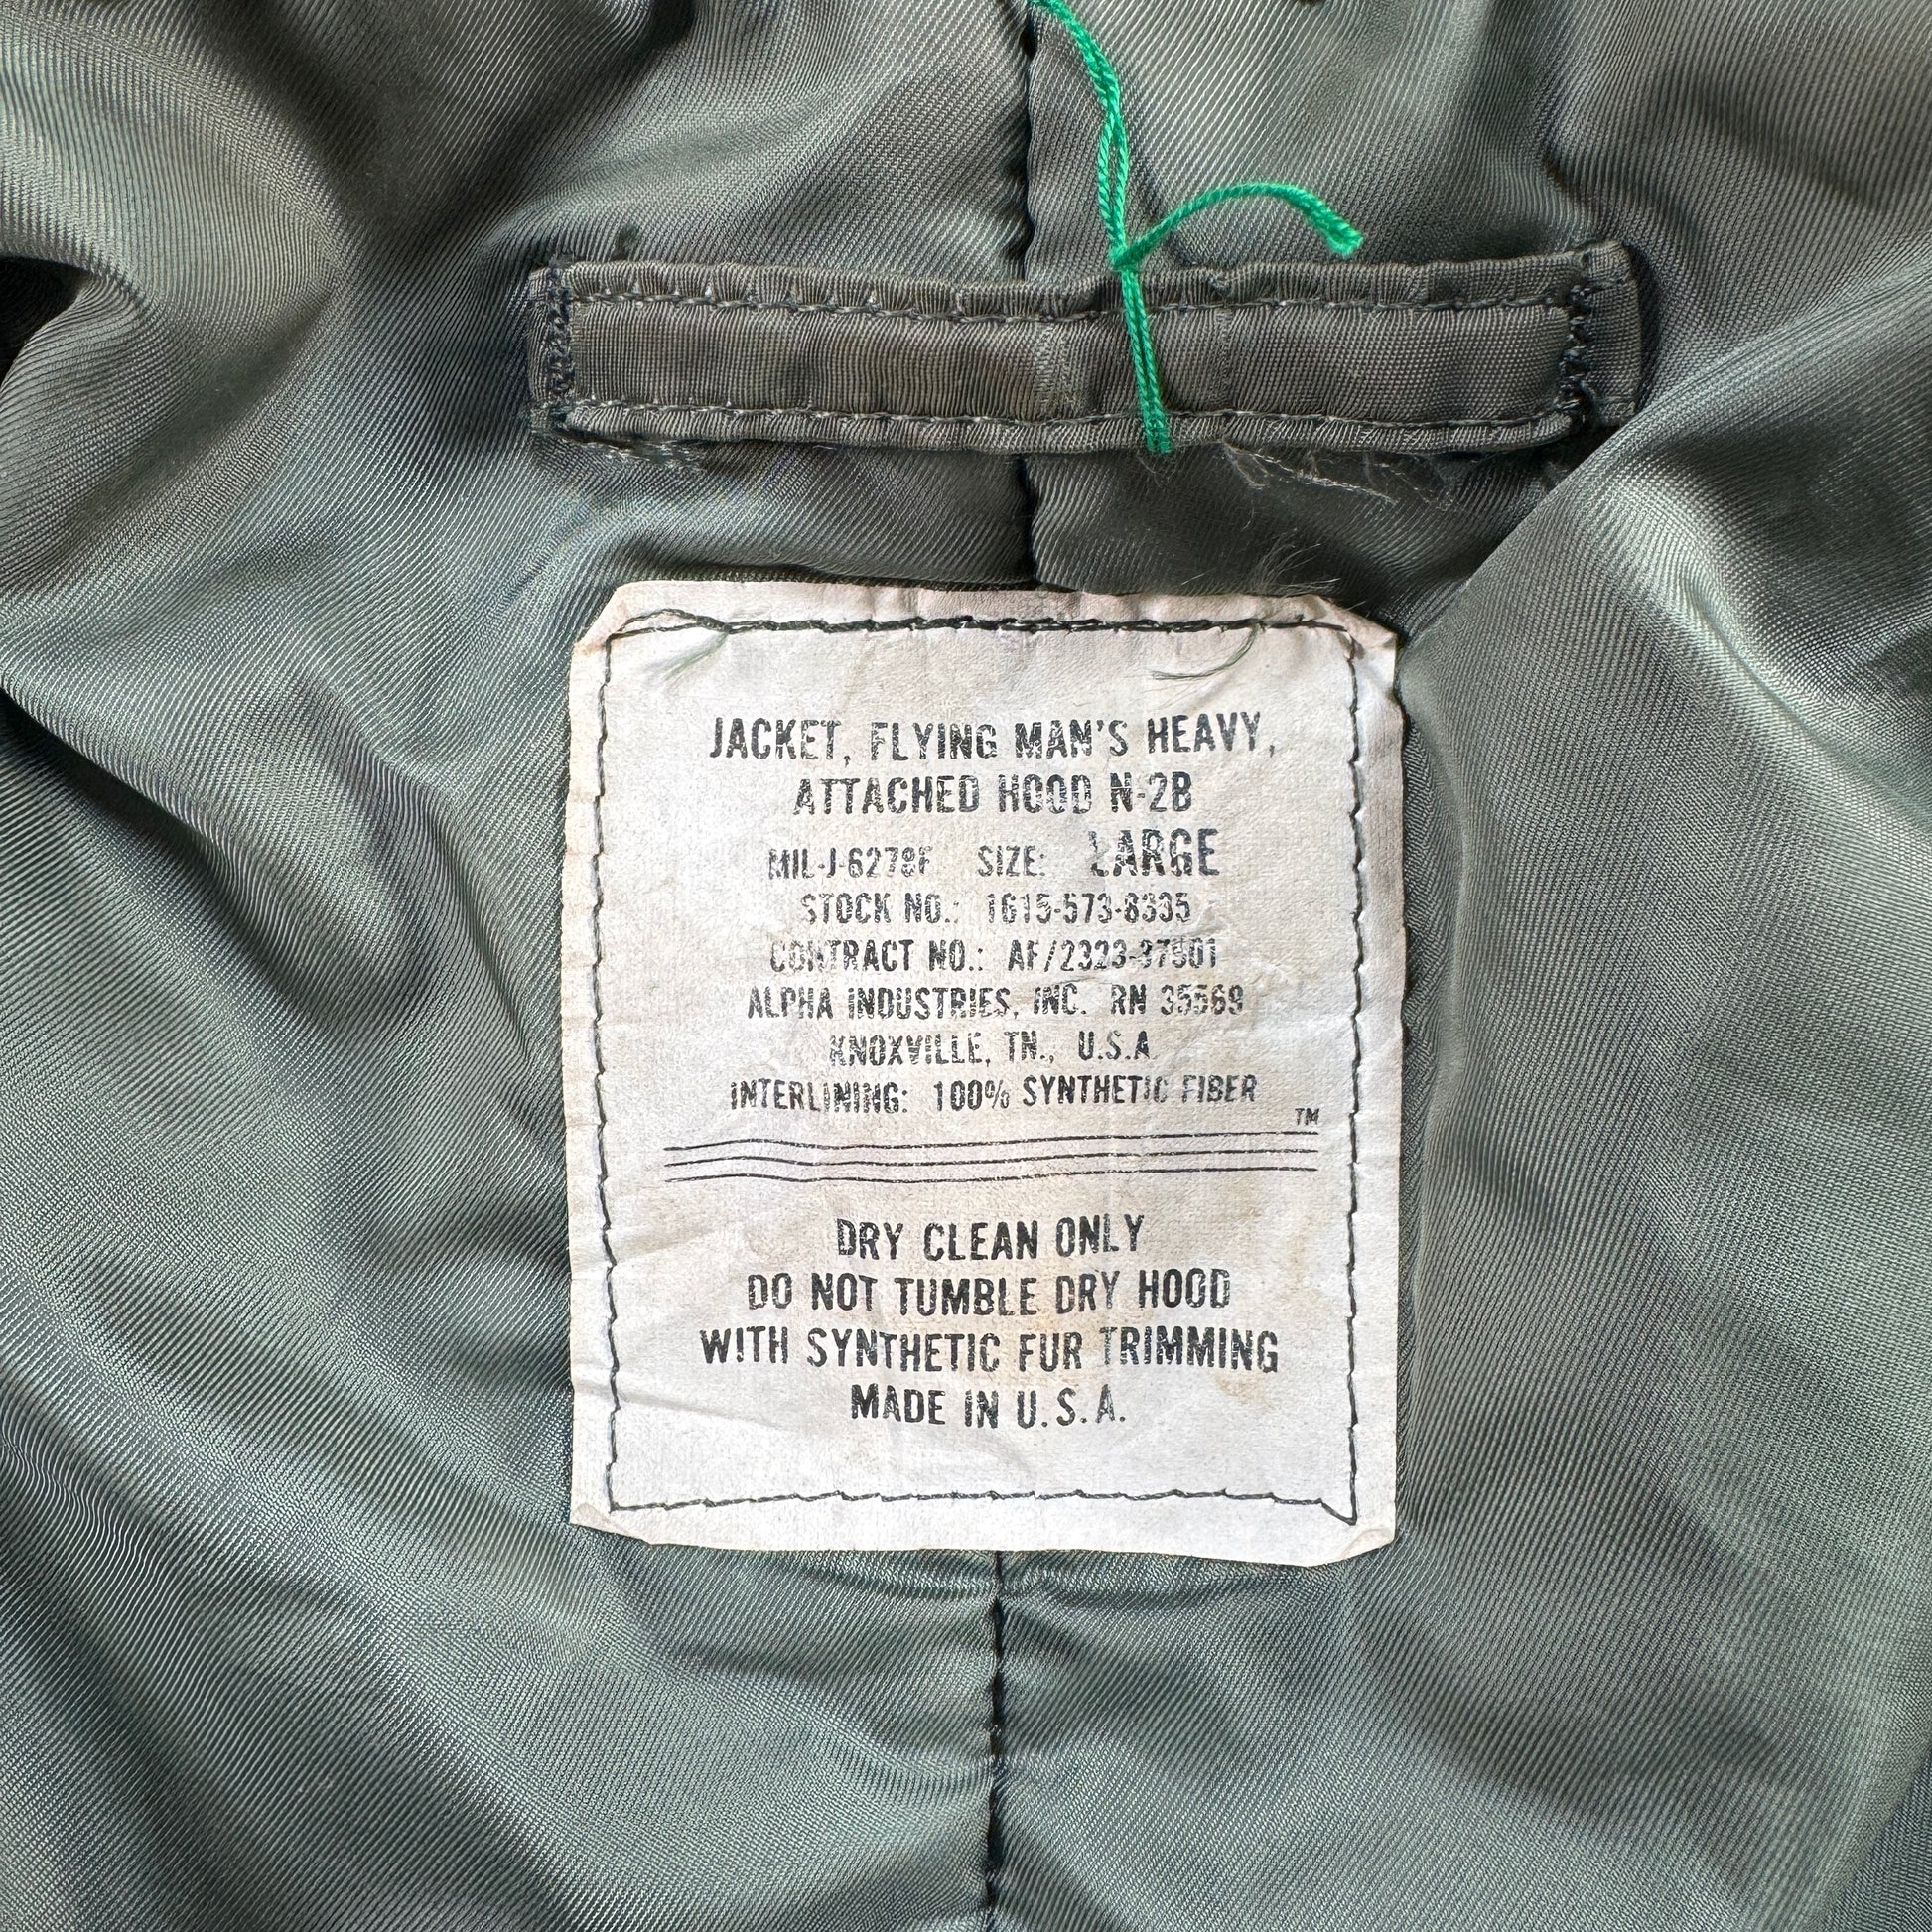 JACKET, FLYING MAN'S HEAVY,
ATTACHED HOOD N-2B
MIL-J-6278F SIZE: LARGE
STOCK NO.: 1615-573-8335
CONTRACT NO.: AF/2323-37501
ALPHA INDUSTRIES, INC. RN 35569
KNOXVILLE, TN., U.S.A.
INTERLINING: 100% SYNTHETIC FIBER
TM
DRY CLEAN ONLY
DO NOT TUMBLE DRY HOOD
WITH SYNTHETIC FUR TRIMMING
MADE IN U.S.A.